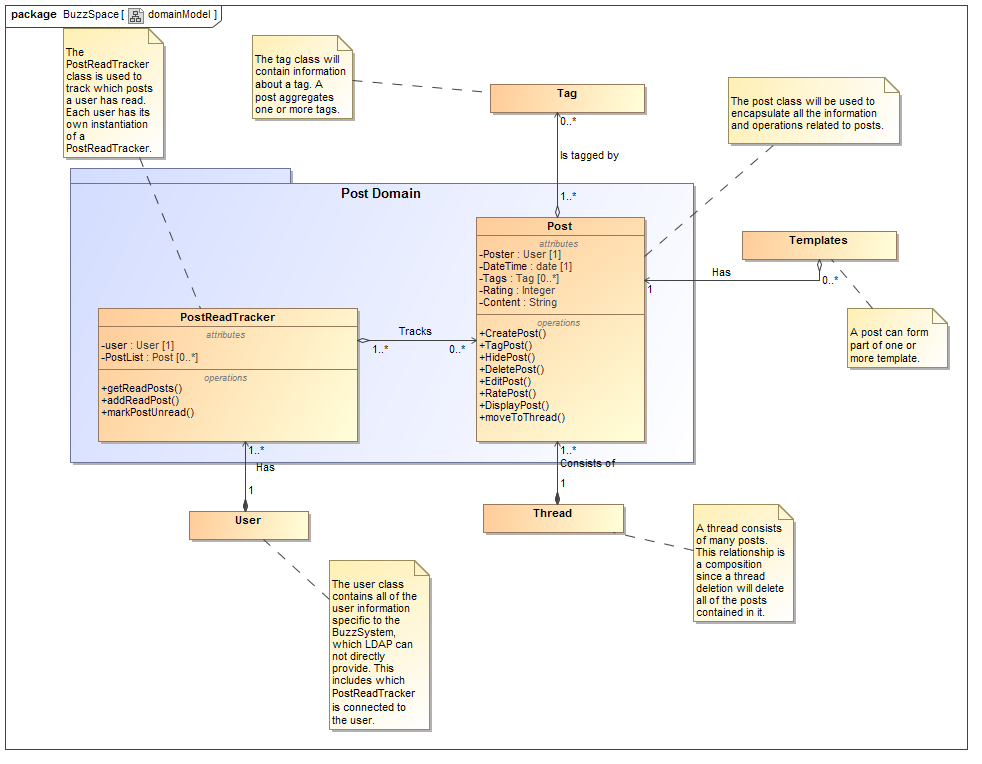 package BuzzSpace [ domainModel ]
The
PostReadTracker
class is used to
track which posts
a user has read.
Each user has its
own instantiation
of a
PostReadTracker.
The tag class will
contain information
about a tag. A
post aggregates
one or more tags.
Tag
0..*
Is tagged by
1..*
The post class will be used to
encapsulate all the information
and operations related to posts.
Post Domain
Post
attributes
-Poster : User [1]
-DateTime : date [1]
-Tags : Tag [0..*]
-Rating : Integer
-Content : String
operations
+CreatePost()
+TagPost()
+HidePost()
+DeletePost()
+EditPost()
+RatePost()
+DisplayPost()
+moveToThread()
Templates
Has
0..*
1
A post can form
part of one or
more template.
PostReadTracker
attributes
-user : User [1]
-PostList : Post [0..*]
operations
+getReadPosts()
+addReadPost()
+markPostUnread()
Tracks
1..*
0..*
1..*
Has
1
User
1..*
Consists of
1
Thread
A thread consists
of many posts.
This relationship is
a composition
since a thread
deletion will delete
all of the posts
contained in it.
The user class
contains all of the
user information
specific to the
BuzzSystem,
which LDAP can
not directly
provide. This
includes which
PostReadTracker
is connected to
the user.